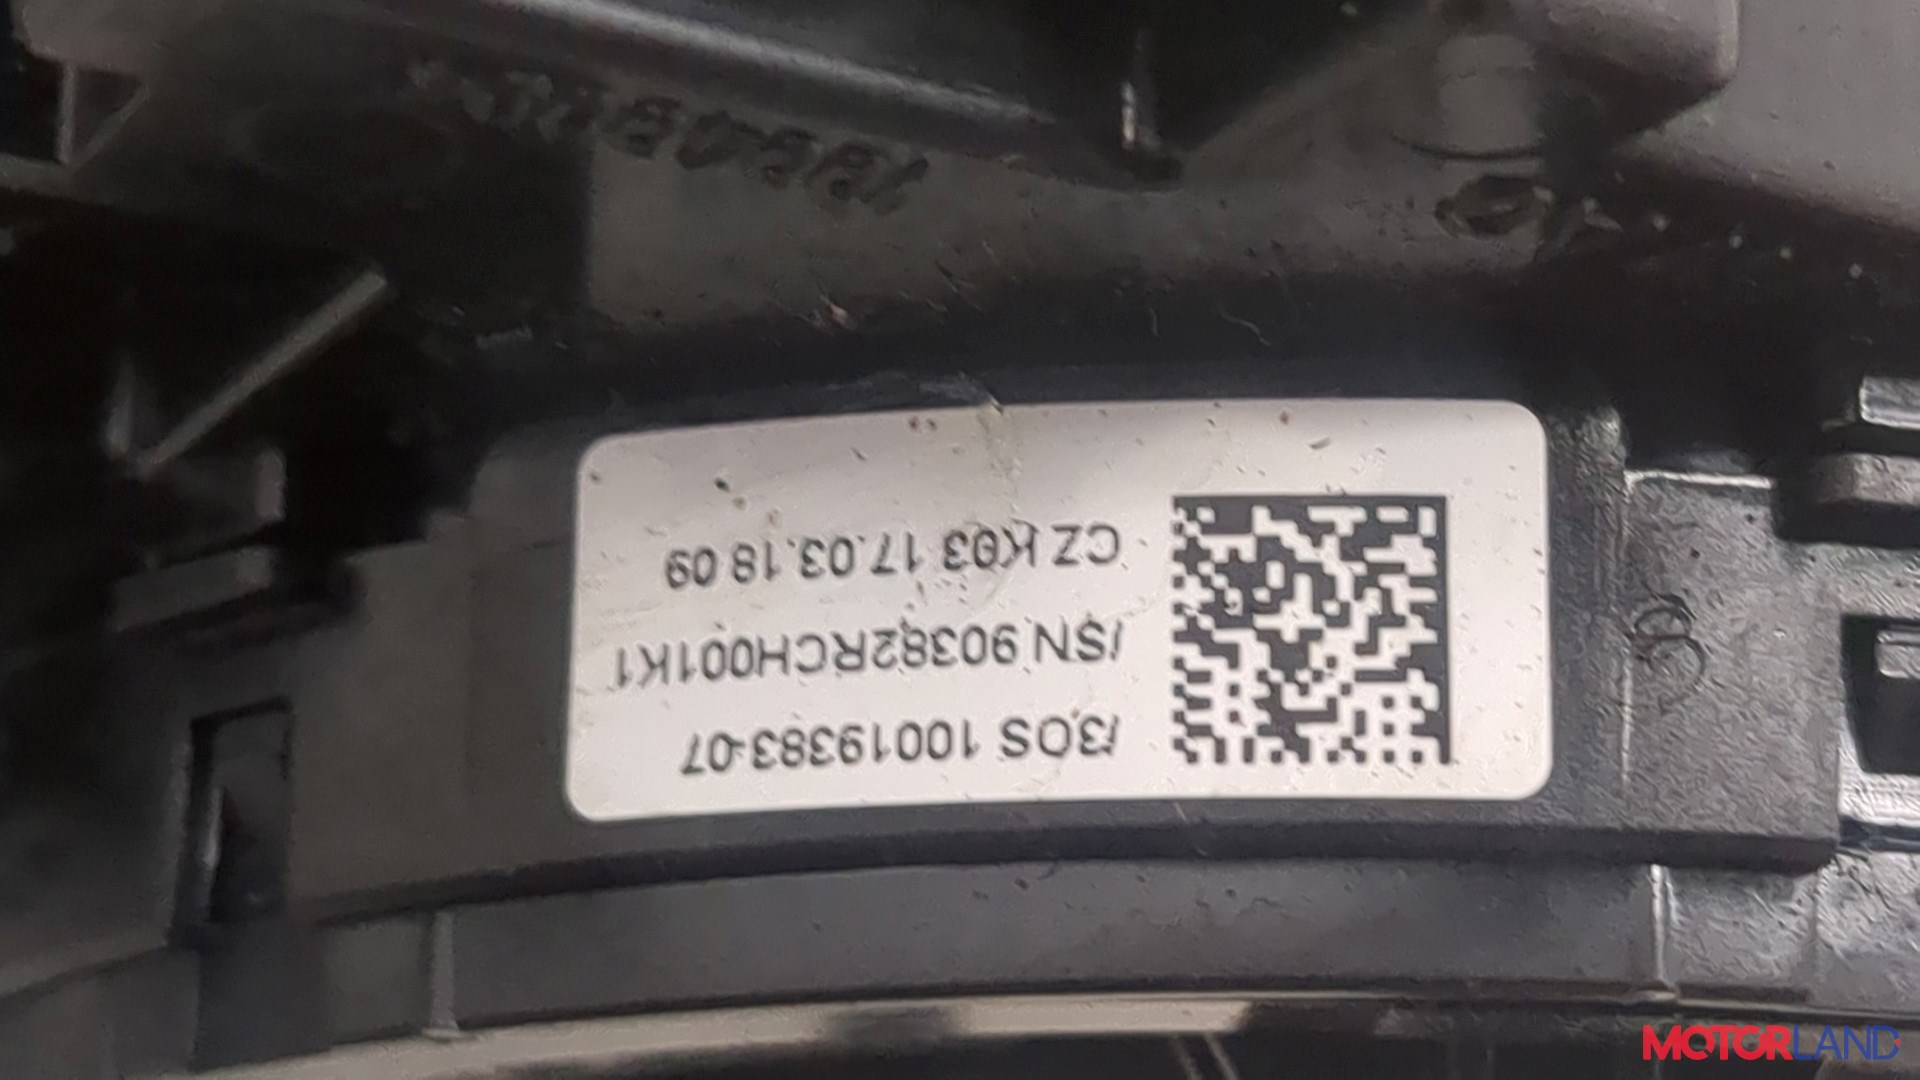 /3OS 10019383-07
/SN 90382RCH001K1
CZ K03 17.03.18 09
MOTORLAND